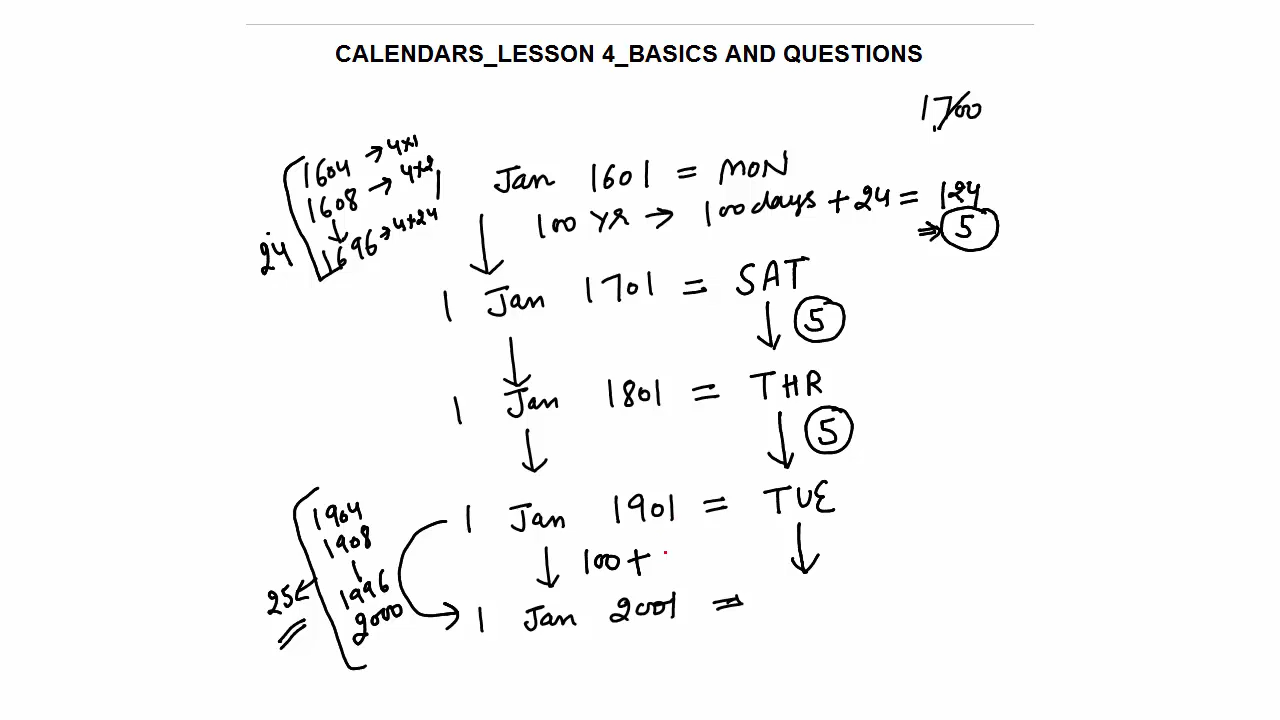 CALENDARS_LESSON 4_BASICS AND QUESTIONS
1700
1604 → 4×1
1608 → 4×2
1696 → 4×24
24
1 Jan 1601 = MON
100 YR → 100 days + 24 = 124
⇒ 5
1 Jan 1701 = SAT
5
1 Jan 1801 = THR
5
1 Jan 1901 = TUE
100 +
1 Jan 2001 =
1904
1908
1996
2000
25